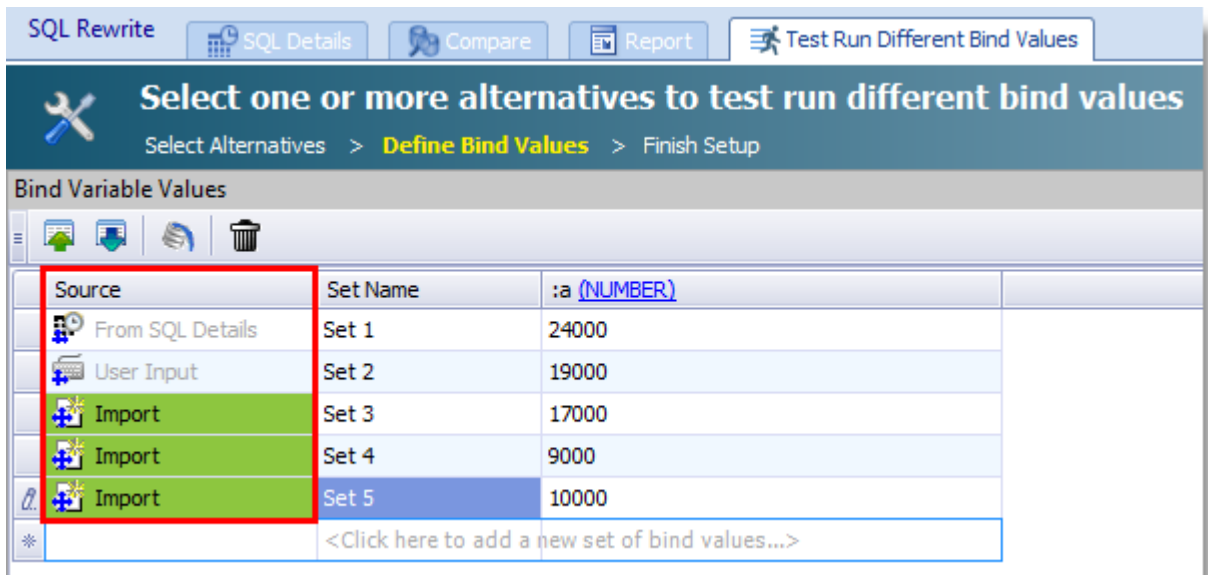 SQL Rewrite SQL Details Compare Report Test Run Different Bind Values
Select one or more alternatives to test run different bind values
Select Alternatives > Define Bind Values > Finish Setup
Bind Variable Values
Source Set Name :a (NUMBER)
From SQL Details Set 1 24000
User Input Set 2 19000
Import Set 3 17000
Import Set 4 9000
Import Set 5 10000
<Click here to add a new set of bind values...>